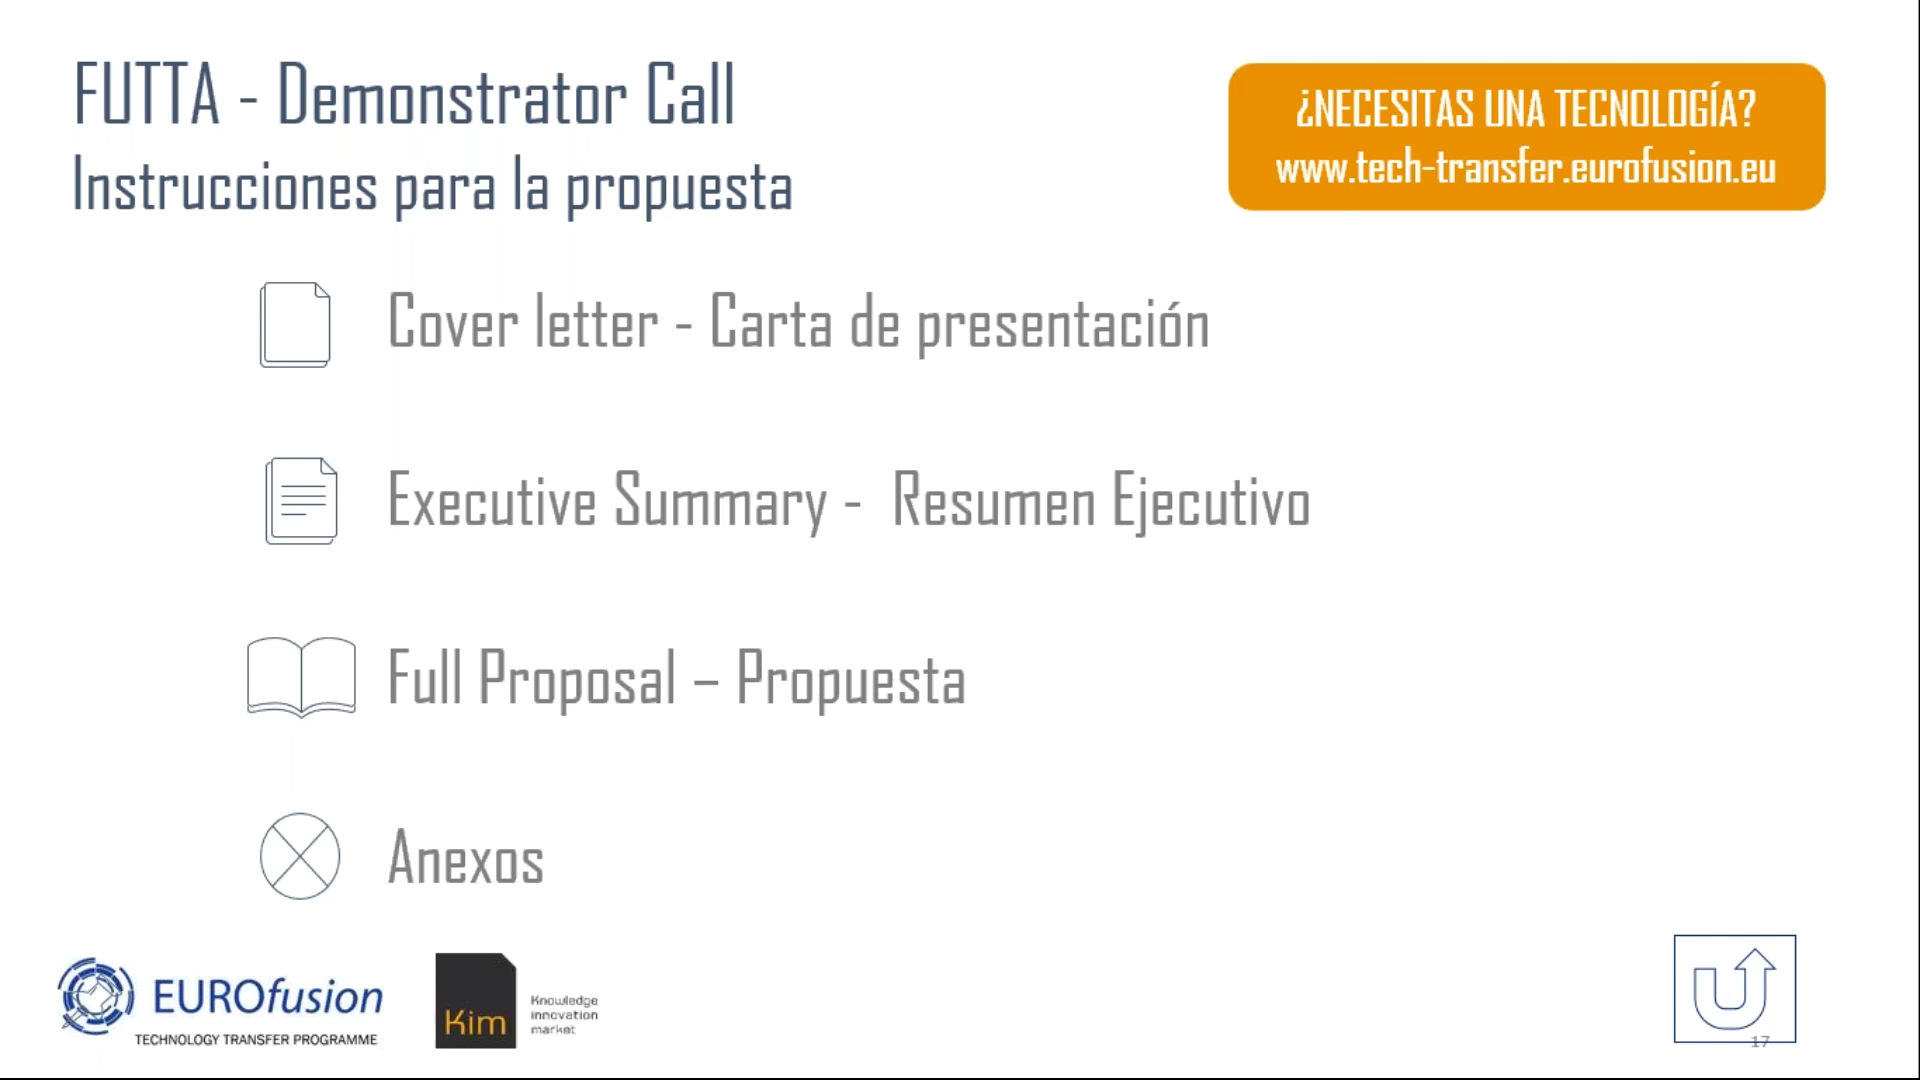 FUTTA - Demonstrator Call
Instrucciones para la propuesta
¿NECESITAS UNA TECNOLOGÍA?
www.tech-transfer.eurofusion.eu
Cover letter - Carta de presentación
Executive Summary - Resumen Ejecutivo
Full Proposal – Propuesta
Anexos
EUROfusion
TECHNOLOGY TRANSFER PROGRAMME
Kim
Knowledge
innovation
market
17